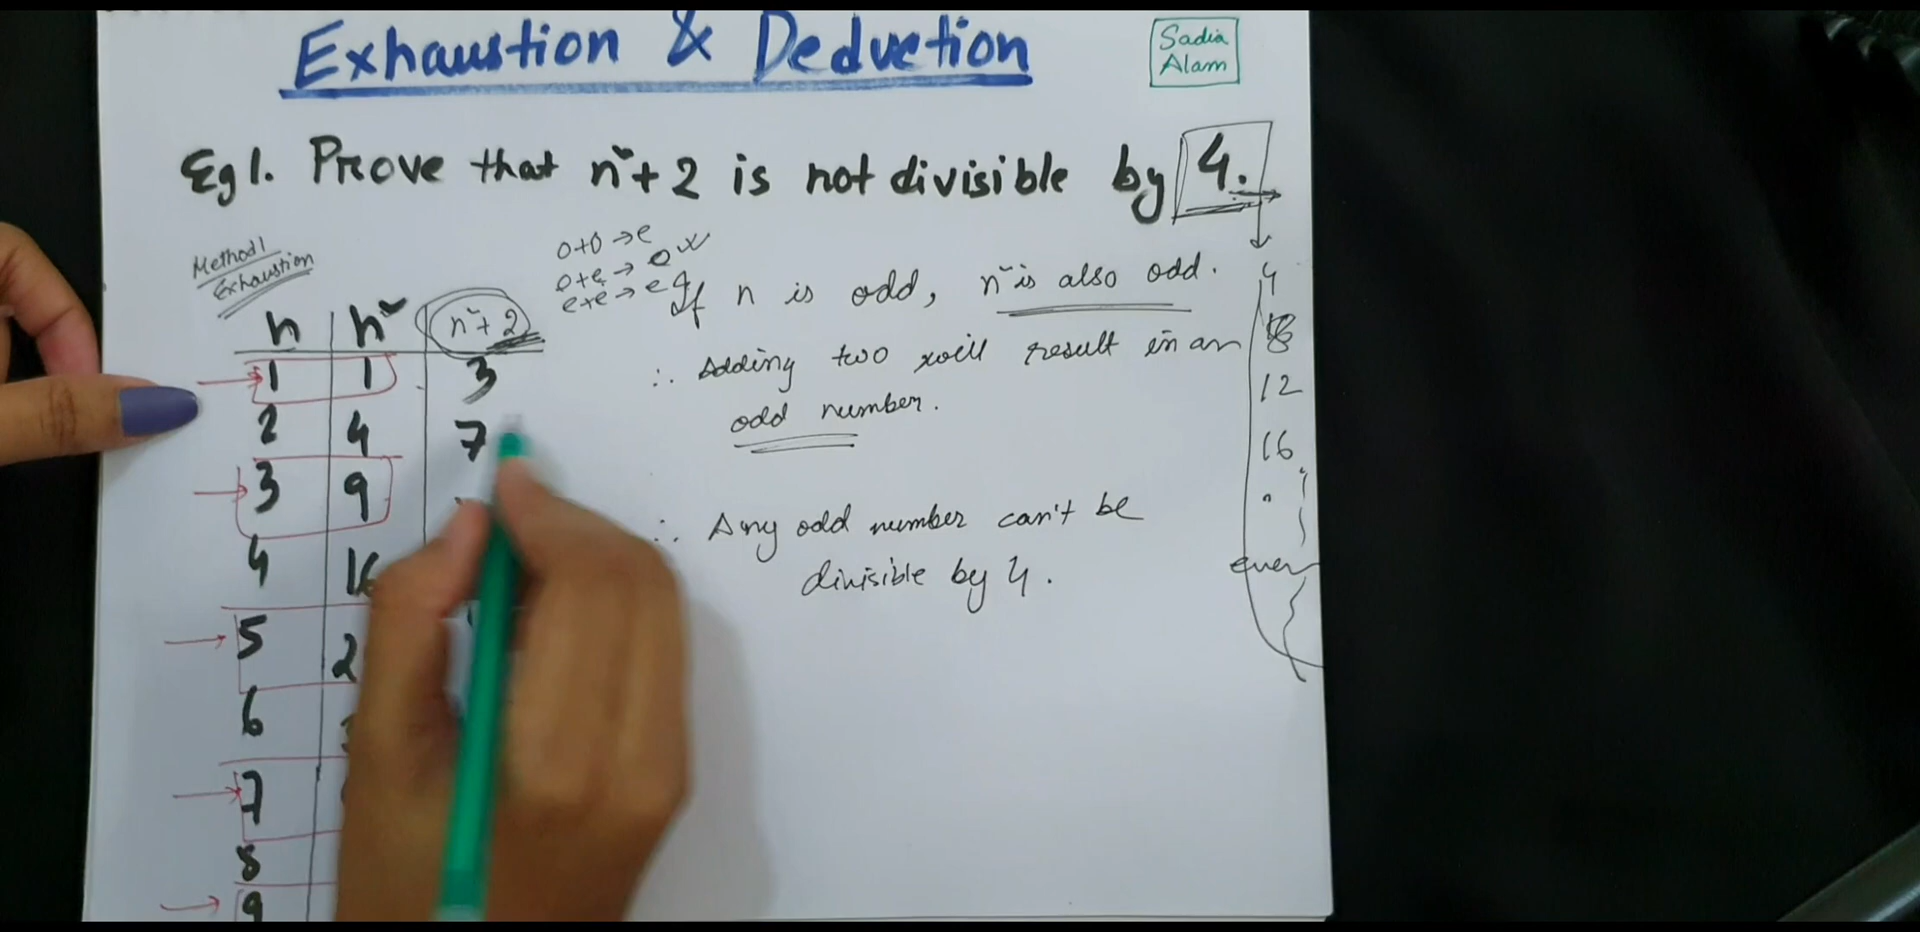 Exhaustion & Deduction
Sadia
Alam
Eg1. Prove that n²+2 is not divisible by 4.
Method 1
Exhaustion
O+O→e
O+e→O
e+e→e
n n² n²+2
1 1 3
2 4 7
3 9
4 16
5 2
6
7
8
9
If n is odd, n² is also odd.
∴ Adding two will result in an
odd number.
∴ Any odd number can't be
divisible by 4.
4
8
12
16
even